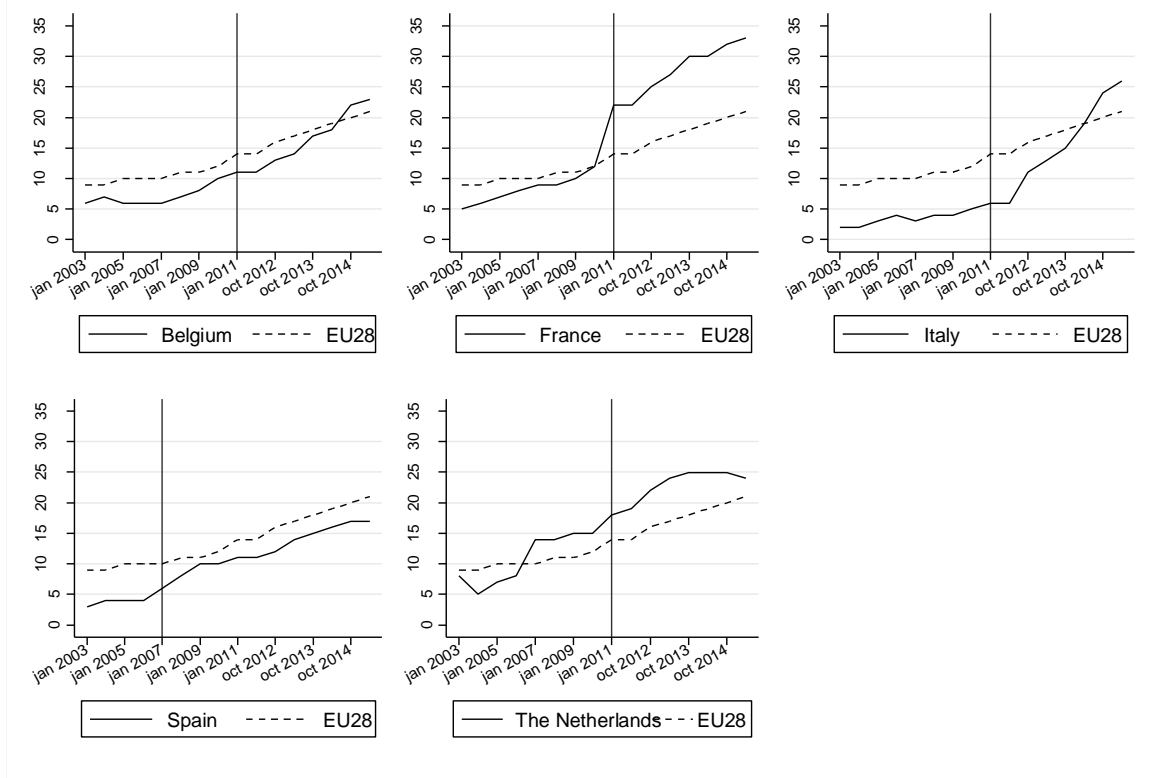 35
30
25
20
15
10
5
0
jan 2003
jan 2005
jan 2007
jan 2009
jan 2011
oct 2012
oct 2013
oct 2014
Belgium EU28
35
30
25
20
15
10
5
0
jan 2003
jan 2005
jan 2007
jan 2009
jan 2011
oct 2012
oct 2013
oct 2014
France EU28
35
30
25
20
15
10
5
0
jan 2003
jan 2005
jan 2007
jan 2009
jan 2011
oct 2012
oct 2013
oct 2014
Italy EU28
35
30
25
20
15
10
5
0
jan 2003
jan 2005
jan 2007
jan 2009
jan 2011
oct 2012
oct 2013
oct 2014
Spain EU28
35
30
25
20
15
10
5
0
jan 2003
jan 2005
jan 2007
jan 2009
jan 2011
oct 2012
oct 2013
oct 2014
The Netherlands EU28